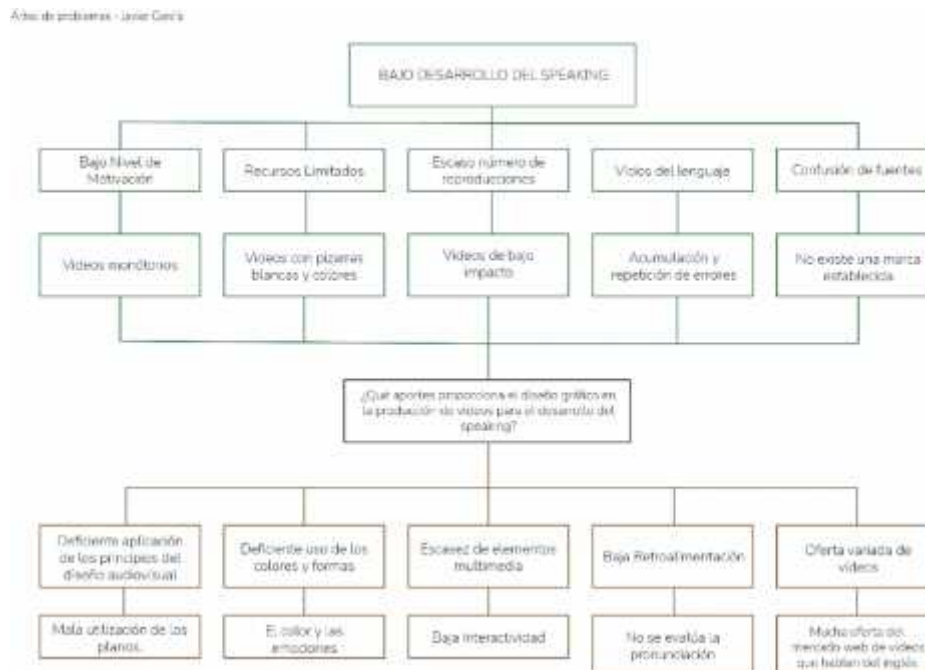 Árbol de problemas - Javier García
BAJO DESARROLLO DEL SPEAKING
Bajo Nivel de
Motivación
Recursos Limitados
Escaso número de
reproducciones
Vicios del lenguaje
Confusión de fuentes
Videos monótonos
Videos con pizarras
blancas y colores
Videos de bajo
impacto
Acumulación y
repetición de errores
No existe una marca
establecida
¿Qué aportes proporciona el diseño gráfico en
la producción de videos para el desarrollo del
speaking?
Deficiente aplicación
de los principios del
diseño audiovisual
Deficiente uso de los
colores y formas
Escasez de elementos
multimedia
Baja Retroalimentación
Oferta variada de
videos
Mala utilización de los
planos.
El color y las
emociones
Baja Interactividad
No se evalúa la
pronunciación
Mucha oferta del
mercado web de videos
que hablan del inglés